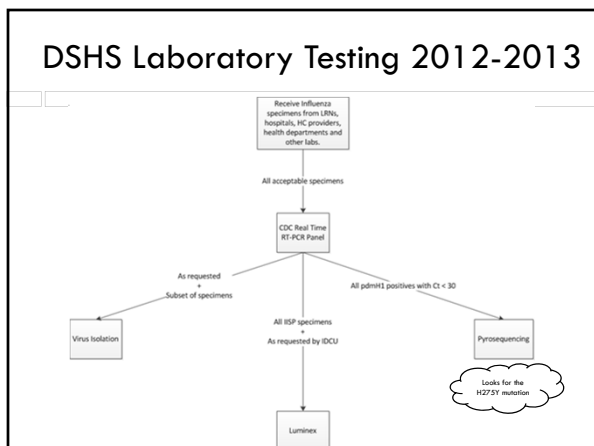 DSHS Laboratory Testing 2012-2013
Receive Influenza
specimens from LRNs,
hospitals, HC providers,
health departments and
other labs.
All acceptable specimens
CDC Real Time
RT-PCR Panel
As requested
+
Subset of specimens
All pdmH1 positives with Ct < 30
All IISP specimens
+
As requested by IDCU
Virus Isolation
Pyrosequencing
Looks for the
H275Y mutation
Luminex